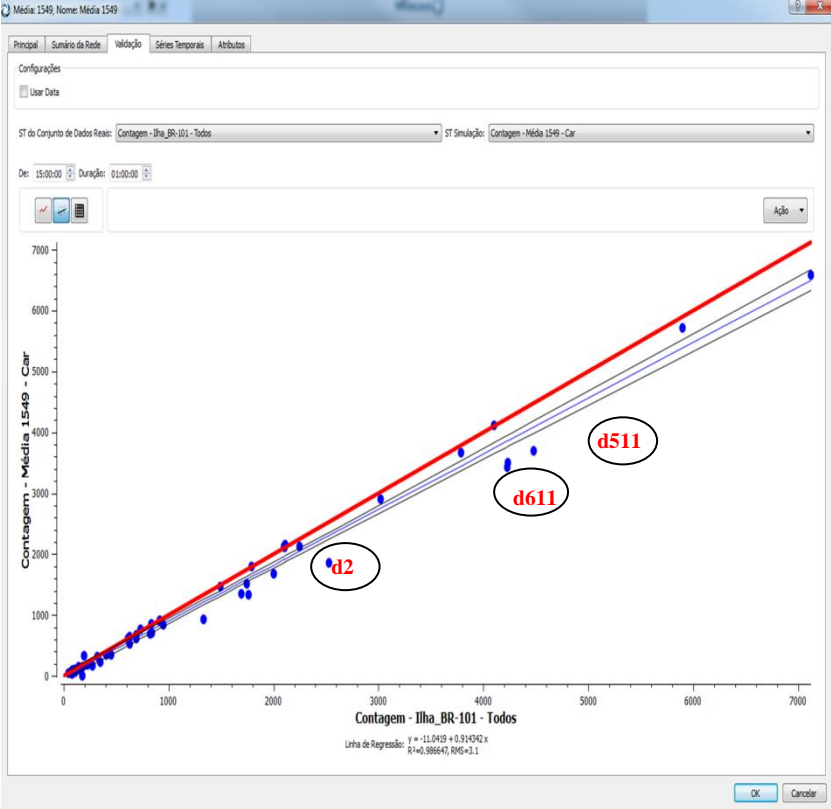 Média: 1549, Nome: Média 1549
Principal Sumário da Rede Validação Séries Temporais Atributos
Configurações
Usar Data
ST do Conjunto de Dados Reais: Contagem - Ilha_BR-101 - Todos ST Simulação: Contagem - Média 1549 - Car
De: 15:00:00 Duração: 01:00:00
Ação
7000
6000
5000
4000
3000
2000
1000
0
Contagem - Média 1549 - Car
d511
d611
d2
0 1000 2000 3000 4000 5000 6000 7000
Contagem - Ilha_BR-101 - Todos
Linha de Regressão: y = -11.0419 + 0.914342 x
R²=0.986647, RMS=3.1
OK Cancelar